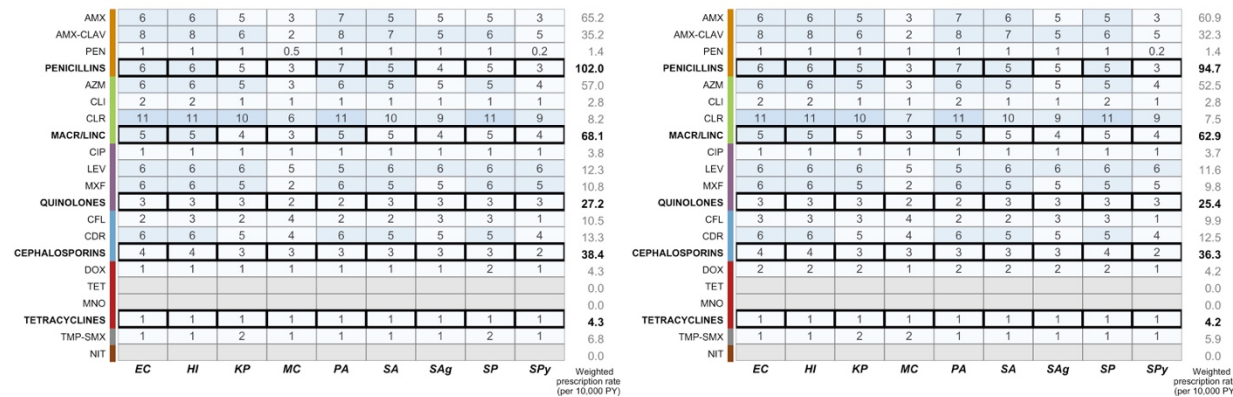 AMX 6 6 5 3 7 5 5 6 3 65.2
AMX-CLAV 8 8 6 2 8 7 5 6 5 35.2
PEN 1 1 1 0.5 1 1 1 1 0.2 1.4
PENICILLINS 6 6 5 3 7 5 4 5 3 102.0
AZM 6 6 5 3 6 5 5 5 4 57.0
CLI 2 2 1 1 1 1 1 1 1 2.8
CLR 11 11 10 6 11 10 9 11 9 8.2
MACR/LINC 5 5 4 3 5 5 4 5 4 68.1
CIP 1 1 1 1 1 1 1 1 1 3.8
LEV 6 6 6 5 5 6 6 6 6 12.3
MXF 6 6 5 2 6 5 5 6 5 10.8
QUINOLONES 3 3 3 2 2 3 3 3 3 27.2
CFL 2 3 2 4 2 2 3 3 1 10.5
CDR 6 6 5 4 6 5 5 5 4 13.3
CEPHALOSPORINS 4 4 3 3 3 3 3 3 2 38.4
DOX 1 1 1 1 1 1 1 2 1 4.3
TET 0.0
MNO 0.0
TETRACYCLINES 1 1 1 1 1 1 1 1 1 4.3
TMP-SMX 1 1 2 1 1 1 1 2 1 6.8
NIT 0.0
EC HI KP MC PA SA SAg SP SPy Weighted
prescription rate
(per 10,000 PY)
AMX 6 6 5 3 7 6 5 5 3 60.9
AMX-CLAV 8 8 6 2 8 7 5 6 5 32.3
PEN 1 1 1 1 1 1 1 1 0.2 1.4
PENICILLINS 6 6 5 3 7 5 5 5 3 94.7
AZM 6 6 5 3 6 5 5 5 4 52.5
CLI 2 2 1 1 2 1 1 2 1 2.8
CLR 11 11 10 7 11 10 9 11 9 7.5
MACR/LINC 5 5 5 3 5 5 4 5 4 62.9
CIP 1 1 1 1 1 1 1 1 1 3.7
LEV 6 6 6 5 5 6 6 6 6 11.6
MXF 6 6 5 2 6 5 5 5 5 9.8
QUINOLONES 3 3 3 2 2 3 3 3 3 25.4
CFL 3 3 3 4 2 2 3 3 1 9.9
CDR 6 6 5 4 6 5 5 5 4 12.5
CEPHALOSPORINS 4 4 3 3 3 3 3 4 2 36.3
DOX 2 2 2 1 2 2 2 2 1 4.2
TET 0.0
MNO 0.0
TETRACYCLINES 1 1 1 1 1 1 1 1 1 4.2
TMP-SMX 1 1 2 2 1 1 1 1 1 5.9
NIT 0.0
EC HI KP MC PA SA SAg SP SPy Weighted
prescription rate
(per 10,000 PY)